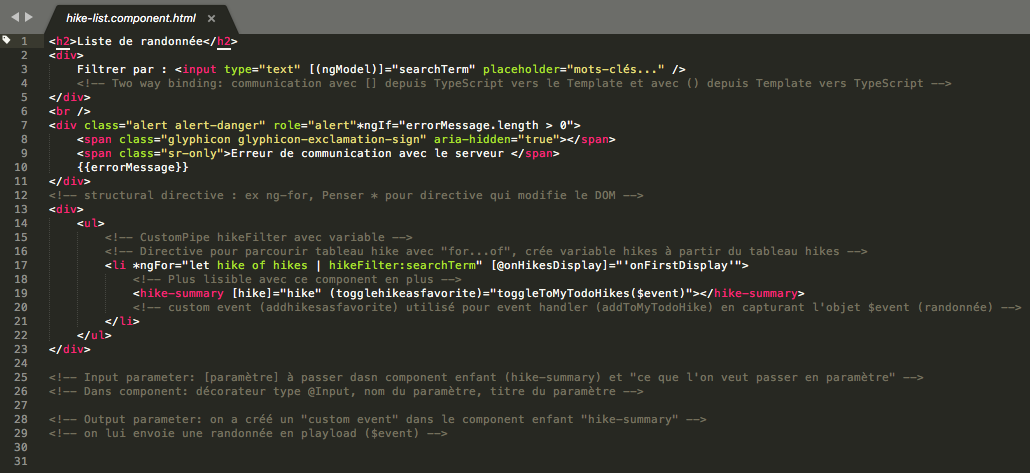 hike-list.component.html ×
1 <h2>Liste de randonnée</h2>
2 <div>
3 Filtrer par : <input type="text" [(ngModel)]="searchTerm" placeholder="mots-clés..." />
4 <!-- Two way binding: communication avec [] depuis TypeScript vers le Template et avec () depuis Template vers TypeScript -->
5 </div>
6 <br />
7 <div class="alert alert-danger" role="alert"*ngIf="errorMessage.length > 0">
8 <span class="glyphicon glyphicon-exclamation-sign" aria-hidden="true"></span>
9 <span class="sr-only">Erreur de communication avec le serveur </span>
10 {{errorMessage}}
11 </div>
12 <!-- structural directive : ex ng-for, Penser * pour directive qui modifie le DOM -->
13 <div>
14 <ul>
15 <!-- CustomPipe hikeFilter avec variable -->
16 <!-- Directive pour parcourir tableau hike avec "for...of", crée variable hikes à partir du tableau hikes -->
17 <li *ngFor="let hike of hikes | hikeFilter:searchTerm" [@onHikesDisplay]="'onFirstDisplay'">
18 <!-- Plus lisible avec ce component en plus -->
19 <hike-summary [hike]="hike" (togglehikeasfavorite)="toggleToMyTodoHikes($event)"></hike-summary>
20 <!-- custom event (addhikesasfavorite) utilisé pour event handler (addToMyTodoHike) en capturant l'objet $event (randonnée) -->
21 </li>
22 </ul>
23 </div>
24
25 <!-- Input parameter: [paramètre] à passer dasn component enfant (hike-summary) et "ce que l'on veut passer en paramètre" -->
26 <!-- Dans component: décorateur type @Input, nom du paramètre, titre du paramètre -->
27
28 <!-- Output parameter: on a créé un "custom event" dans le component enfant "hike-summary" -->
29 <!-- on lui envoie une randonnée en playload ($event) -->
30
31